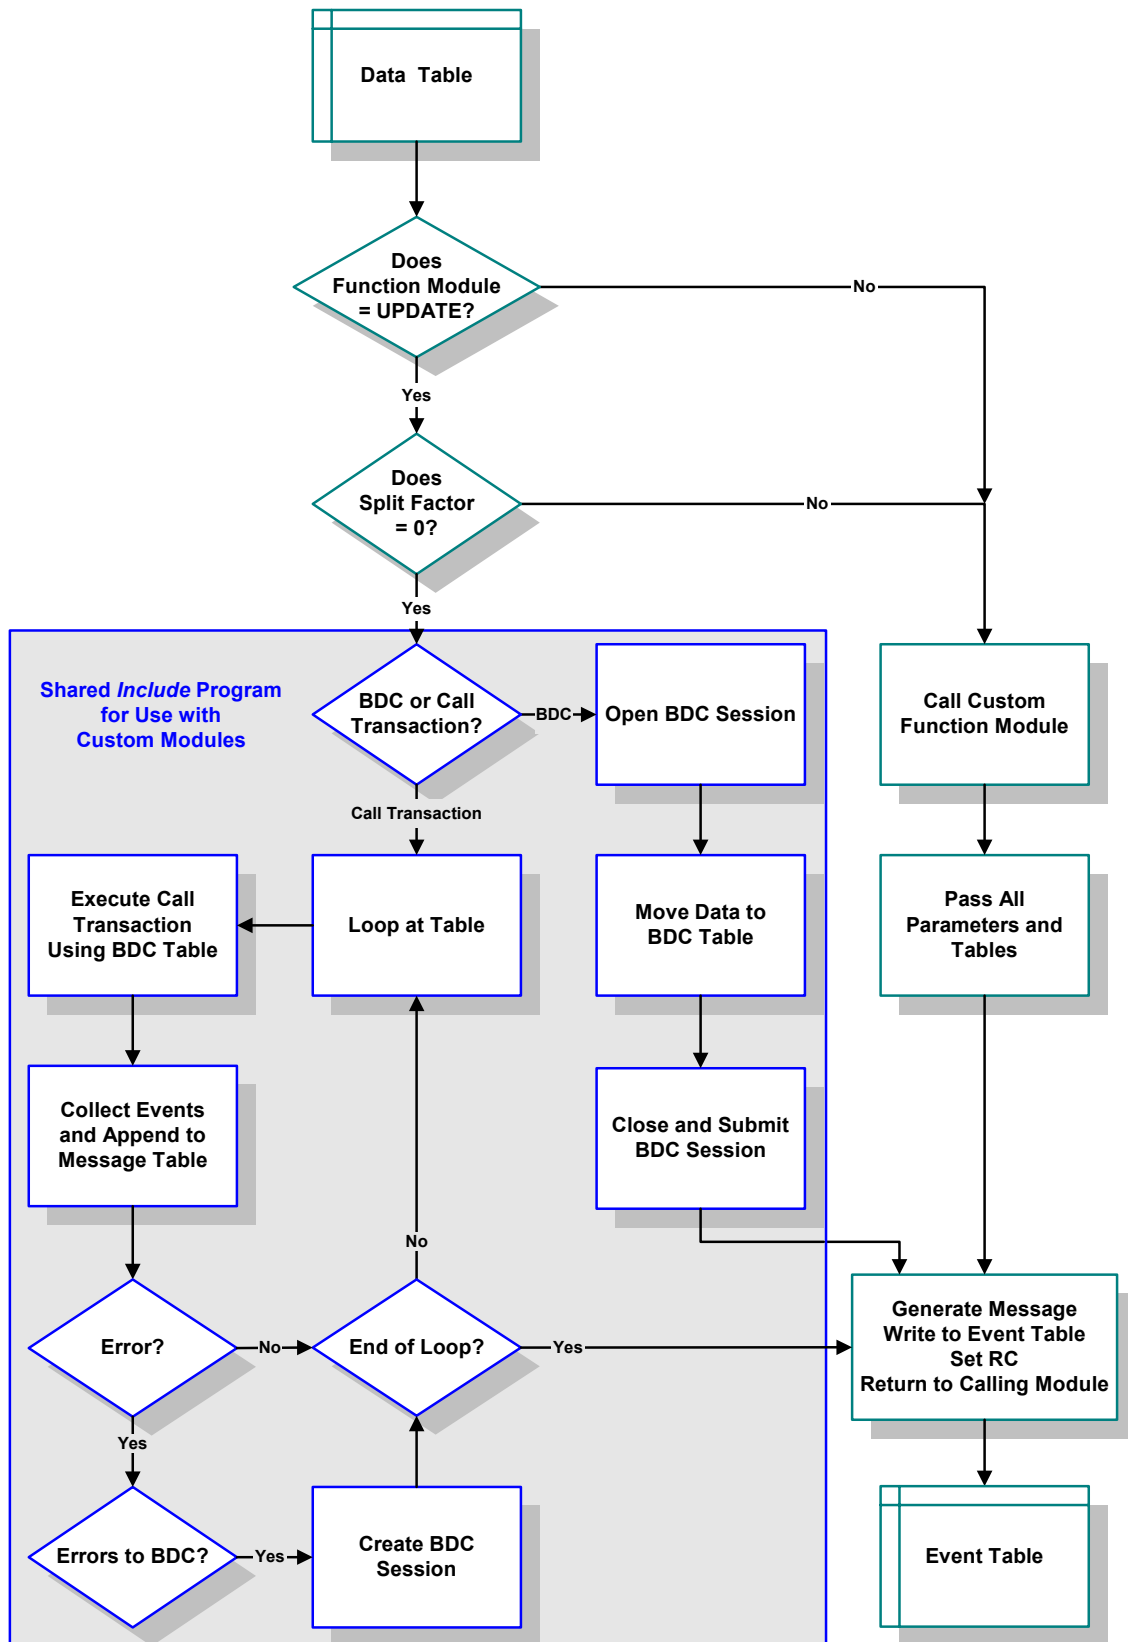 Data Table
Does
Function Module
= UPDATE?
No
Yes
Does
Split Factor
= 0?
No
Yes
Shared Include Program
for Use with
Custom Modules
BDC or Call
Transaction?
BDC
Open BDC Session
Call Custom
Function Module
Call Transaction
Execute Call
Transaction
Using BDC Table
Loop at Table
Move Data to
BDC Table
Pass All
Parameters and
Tables
Collect Events
and Append to
Message Table
Close and Submit
BDC Session
No
Error?
No
End of Loop?
Yes
Generate Message
Write to Event Table
Set RC
Return to Calling Module
Yes
Errors to BDC?
Yes
Create BDC
Session
Event Table